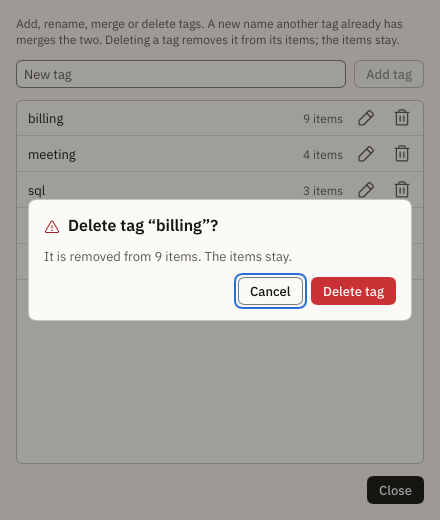 Add, rename, merge or delete tags. A new name another tag already has
merges the two. Deleting a tag removes it from its items; the items stay.
New tag
Add tag
billing 9 items
meeting 4 items
sql 3 items
Delete tag “billing”?
It is removed from 9 items. The items stay.
Cancel Delete tag
Close